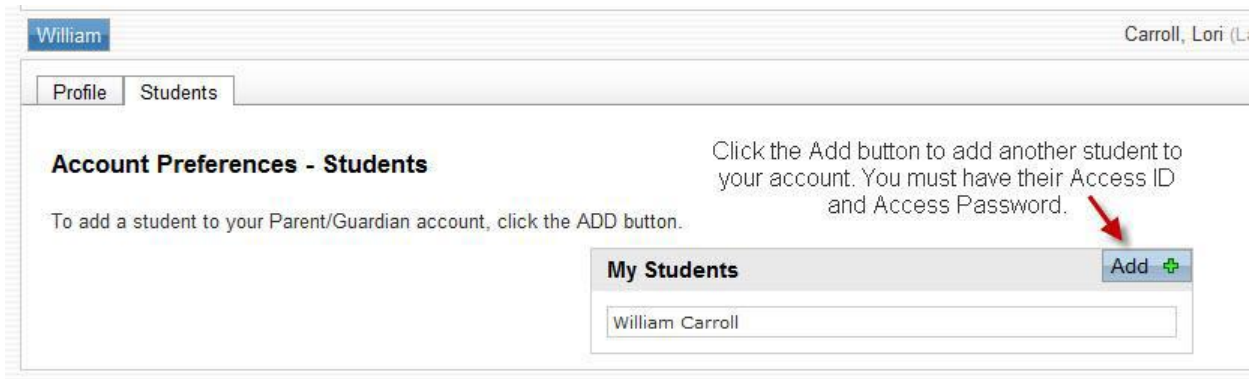 William
Carroll, Lori
Profile
Students
Account Preferences - Students
Click the Add button to add another student to
your account. You must have their Access ID
and Access Password.
To add a student to your Parent/Guardian account, click the ADD button.
My Students
Add
William Carroll